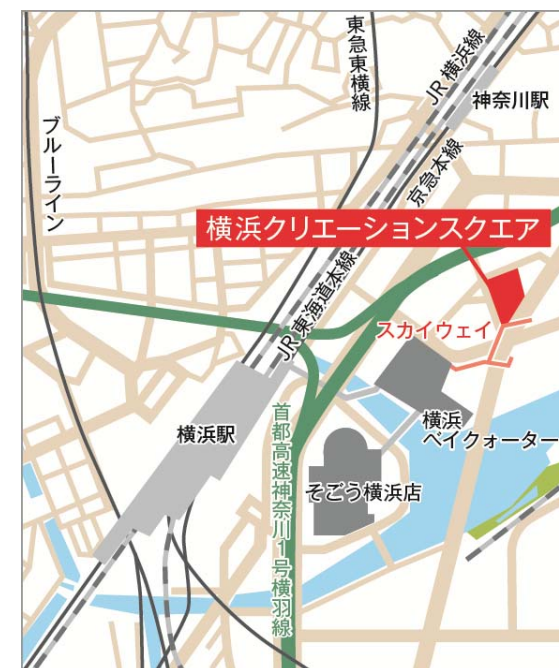 東急東横線
JR 横浜線
神奈川駅
ブルーライン
京急本線
横浜クリエーションスクエア
JR 東海道本線
スカイウェイ
横浜駅
横浜
ベイクォーター
首都高速神奈川1号横羽線
そごう横浜店